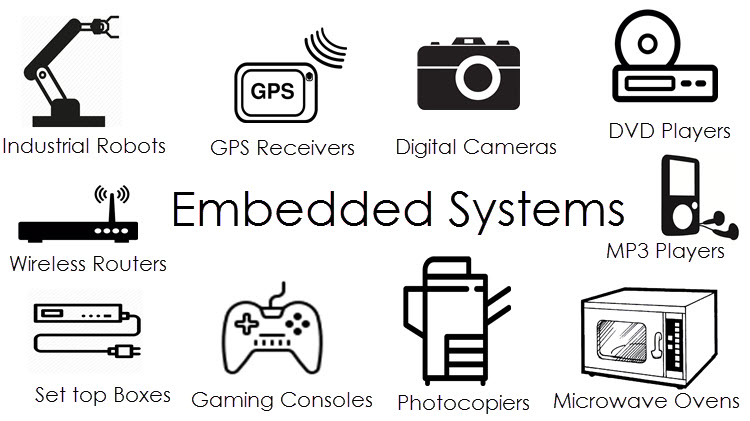 GPS
Industrial Robots
GPS Receivers
Digital Cameras
DVD Players
Embedded Systems
Wireless Routers
MP3 Players
Set top Boxes
Gaming Consoles
Photocopiers
Microwave Ovens